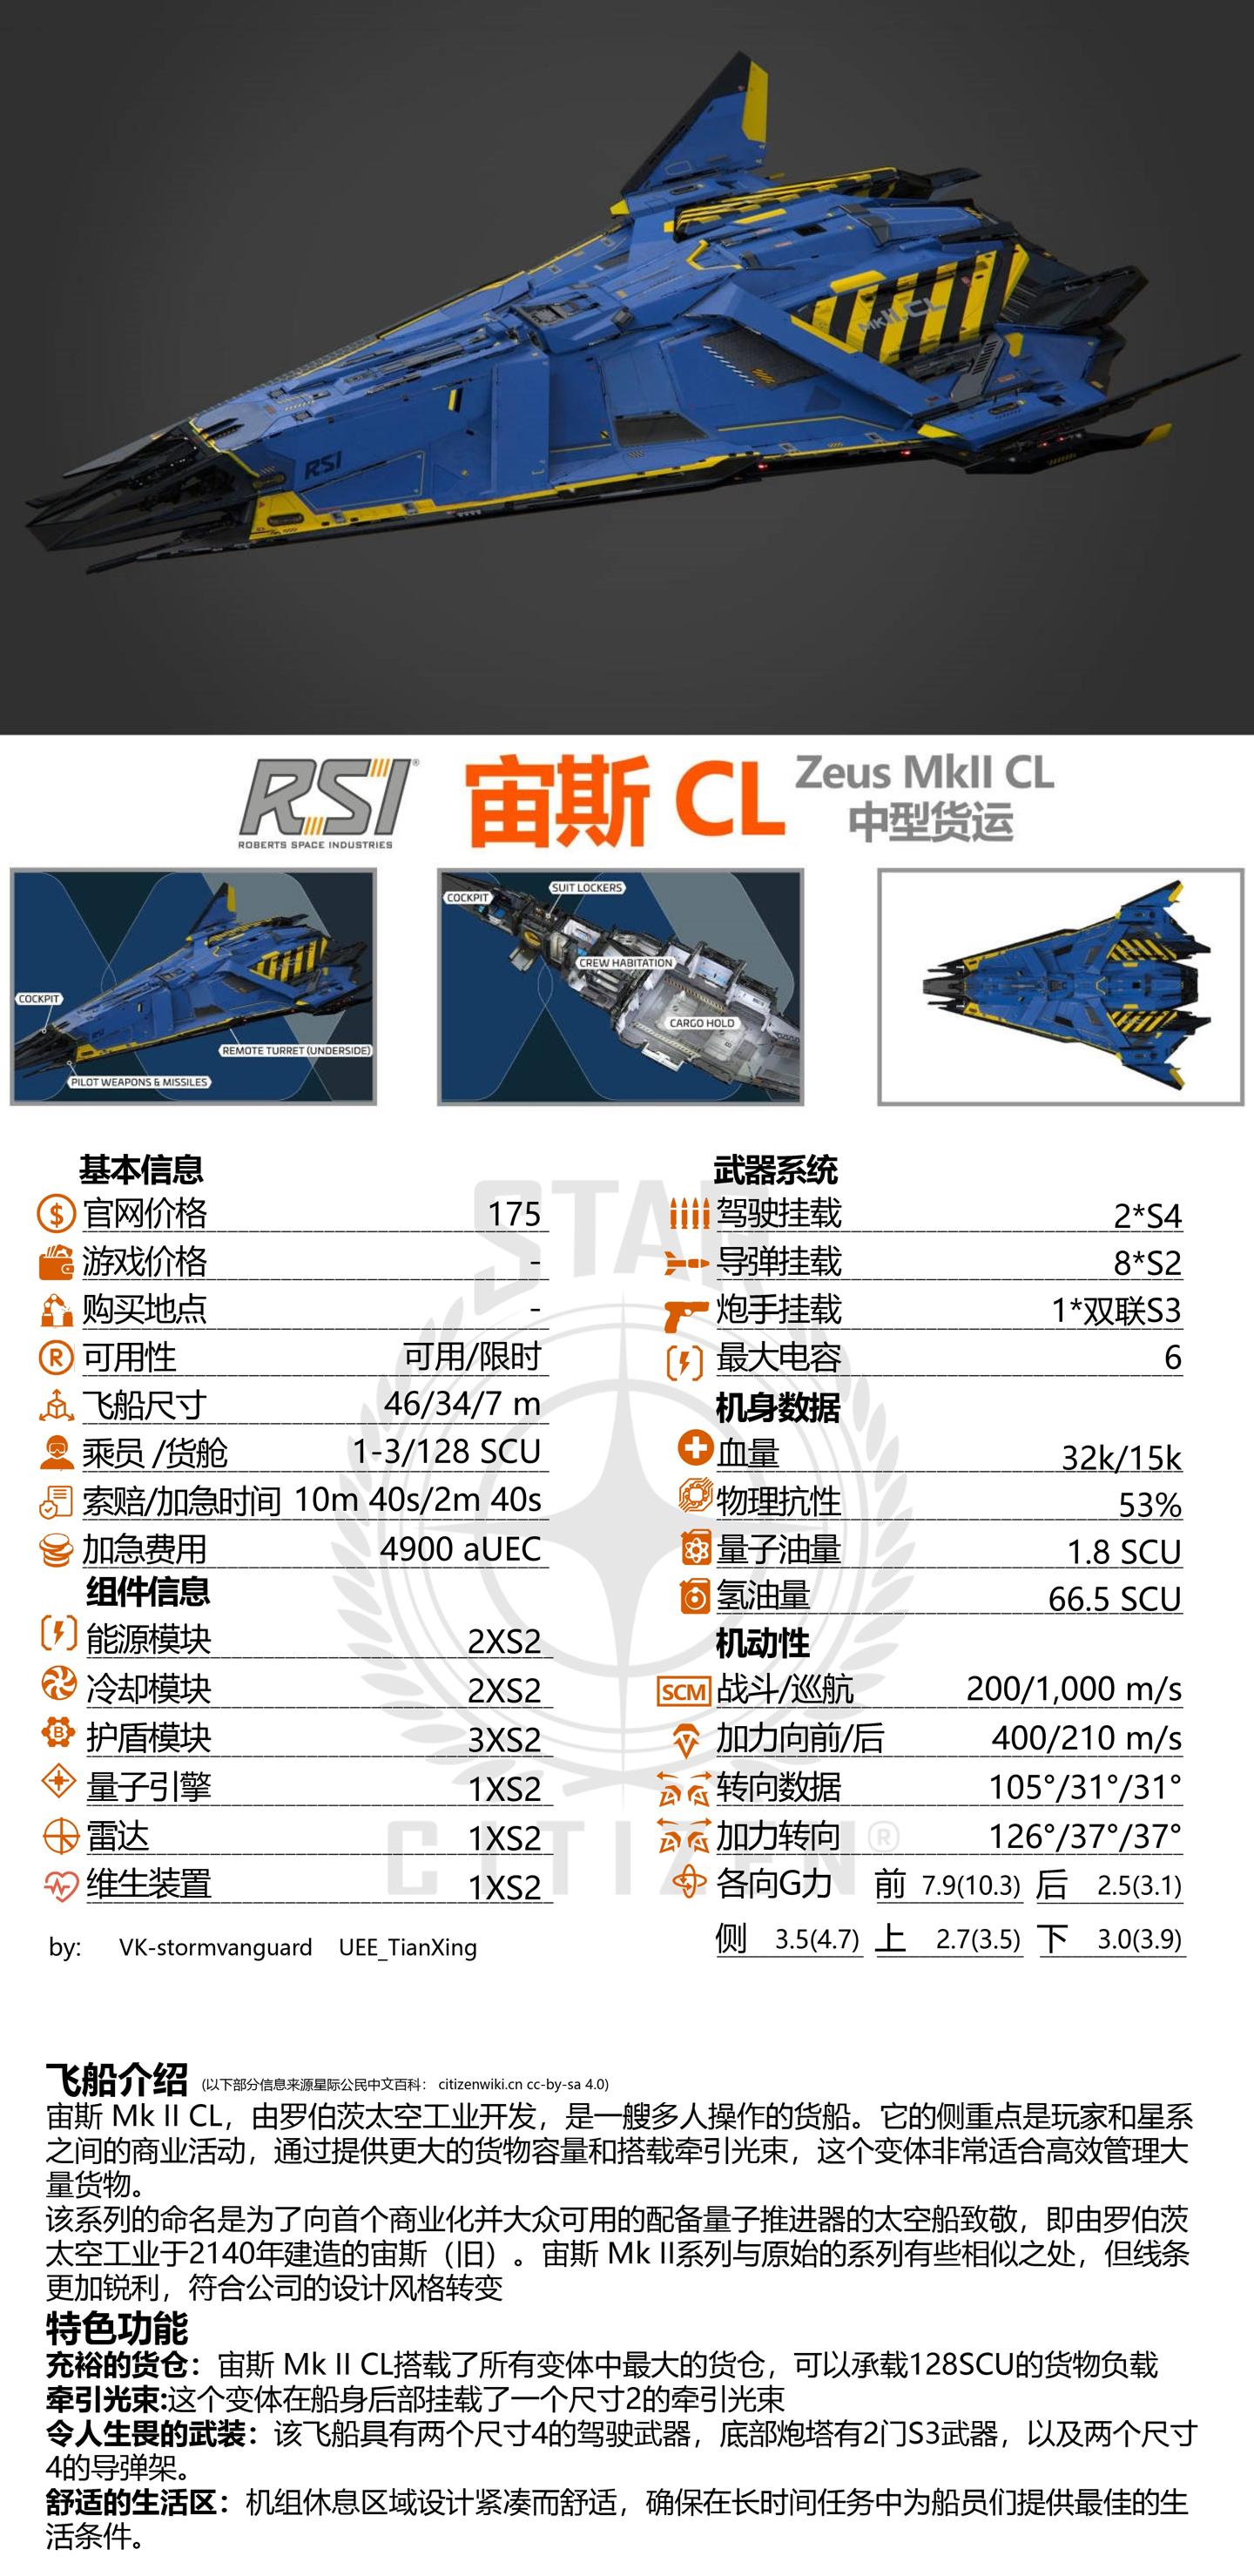 RSI
MkII.CL
RSI
ROBERTS SPACE INDUSTRIES
宙斯 CL
Zeus MkII CL
中型货运
COCKPIT
REMOTE TURRET (UNDERSIDE)
PILOT WEAPONS & MISSILES
COCKPIT
SUIT LOCKERS
CREW HABITATION
CARGO HOLD
STAR
CITIZEN®
基本信息
官网价格 175
游戏价格 -
购买地点 -
可用性 可用/限时
飞船尺寸 46/34/7 m
乘员 /货舱 1-3/128 SCU
索赔/加急时间 10m 40s/2m 40s
加急费用 4900 aUEC
组件信息
能源模块 2XS2
冷却模块 2XS2
护盾模块 3XS2
量子引擎 1XS2
雷达 1XS2
维生装置 1XS2
by: VK-stormvanguard UEE_TianXing
武器系统
驾驶挂载 2*S4
导弹挂载 8*S2
炮手挂载 1*双联S3
最大电容 6
机身数据
血量 32k/15k
物理抗性 53%
量子油量 1.8 SCU
氢油量 66.5 SCU
机动性
SCM 战斗/巡航 200/1,000 m/s
加力向前/后 400/210 m/s
转向数据 105°/31°/31°
加力转向 126°/37°/37°
各向G力 前 7.9(10.3) 后 2.5(3.1)
侧 3.5(4.7) 上 2.7(3.5) 下 3.0(3.9)
飞船介绍 (以下部分信息来源星际公民中文百科： citizenwiki.cn cc-by-sa 4.0)
宙斯 Mk II CL，由罗伯茨太空工业开发，是一艘多人操作的货船。它的侧重点是玩家和星系
之间的商业活动，通过提供更大的货物容量和搭载牵引光束，这个变体非常适合高效管理大
量货物。
该系列的命名是为了向首个商业化并大众可用的配备量子推进器的太空船致敬，即由罗伯茨
太空工业于2140年建造的宙斯（旧）。宙斯 Mk II系列与原始的系列有些相似之处，但线条
更加锐利，符合公司的设计风格转变
特色功能
充裕的货仓：宙斯 Mk II CL搭载了所有变体中最大的货仓，可以承载128SCU的货物负载
牵引光束:这个变体在船身后部挂载了一个尺寸2的牵引光束
令人生畏的武装：该飞船具有两个尺寸4的驾驶武器，底部炮塔有2门S3武器，以及两个尺寸
4的导弹架。
舒适的生活区：机组休息区域设计紧凑而舒适，确保在长时间任务中为船员们提供最佳的生
活条件。